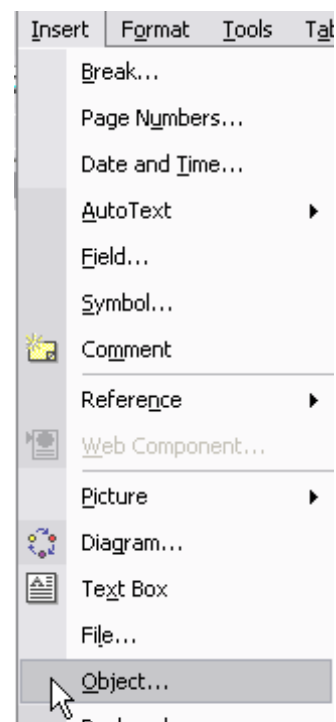 Insert Format Tools Tab
Break...
Page Numbers...
Date and Time...
AutoText
Field...
Symbol...
Comment
Reference
Web Component...
Picture
Diagram...
Text Box
File...
Object...